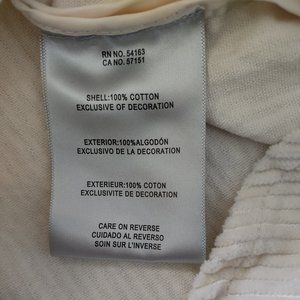 RN NO. 54163
CA NO. 57151
SHELL:100% COTTON
EXCLUSIVE OF DECORATION
EXTERIOR:100%ALGODÓN
EXCLUSIVO DE LA DECORATION
EXTERIEUR:100% COTON
EXCLUSIVITE DE DECORATION
CARE ON REVERSE
CUIDADO AL REVERSO
SOIN SUR L'INVERSE